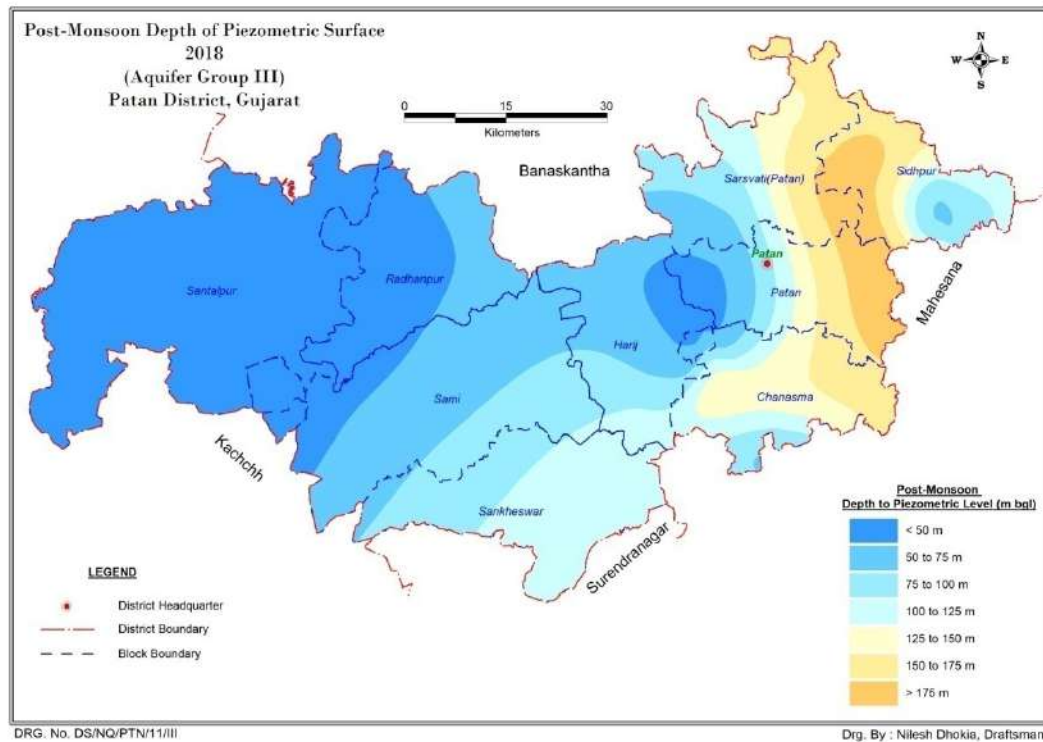 Post-Monsoon Depth of Piezometric Surface
2018
(Aquifer Group III)
Patan District, Gujarat
N
W E
S
0 15 30
Kilometers
Banaskantha
Sarsvati(Patan)
Sidhpur
Patan
Santalpur
Radhanpur
Patan
Mahesana
Harij
Sami
Chanasma
Kachchh
Sankheswar
Surendranagar
Post-Monsoon
Depth to Piezometric Level (m bgl)
< 50 m
50 to 75 m
75 to 100 m
100 to 125 m
125 to 150 m
150 to 175 m
> 175 m
LEGEND
District Headquarter
District Boundary
Block Boundary
DRG. No. DS/NQ/PTN/11/III
Drg. By : Nilesh Dhokia, Draftsman